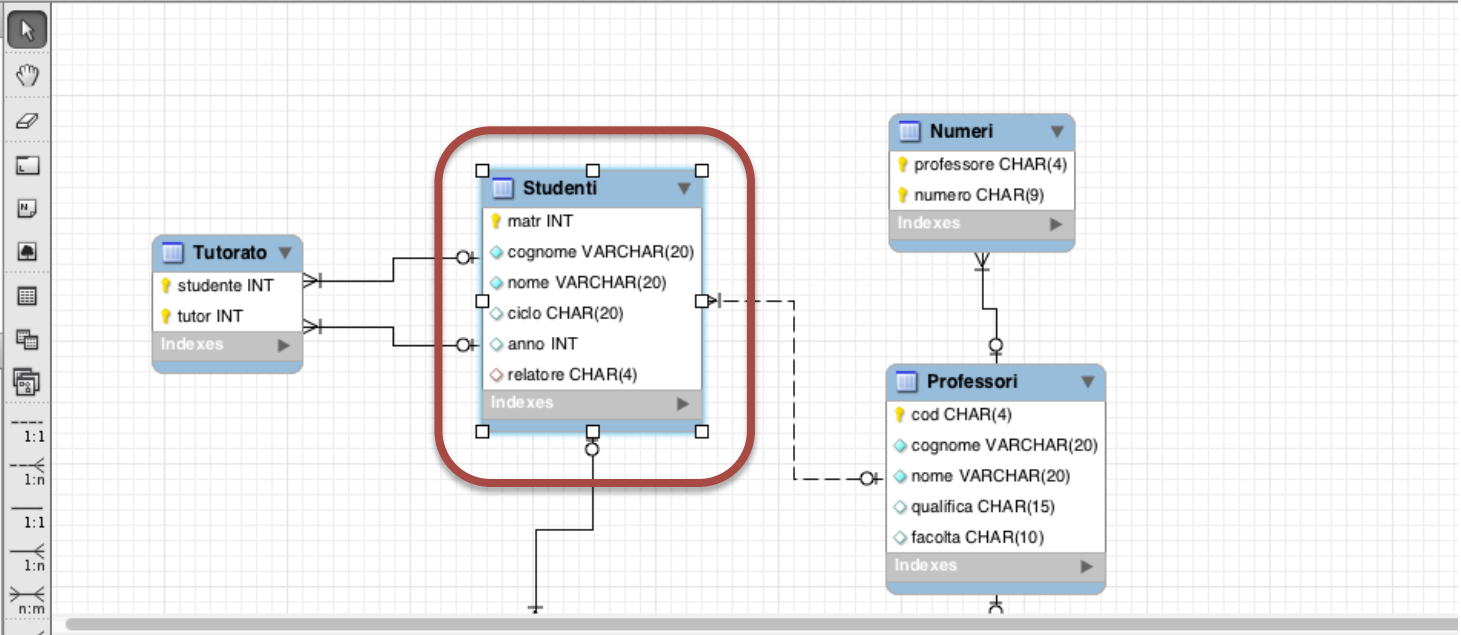 Numeri
professore CHAR(4)
numero CHAR(9)
Indexes
Studenti
matr INT
cognome VARCHAR(20)
nome VARCHAR(20)
ciclo CHAR(20)
anno INT
relatore CHAR(4)
Indexes
Tutorato
studente INT
tutor INT
Indexes
Professori
cod CHAR(4)
cognome VARCHAR(20)
nome VARCHAR(20)
qualifica CHAR(15)
facolta CHAR(10)
Indexes
1:1
1:n
1:1
1:n
n:m